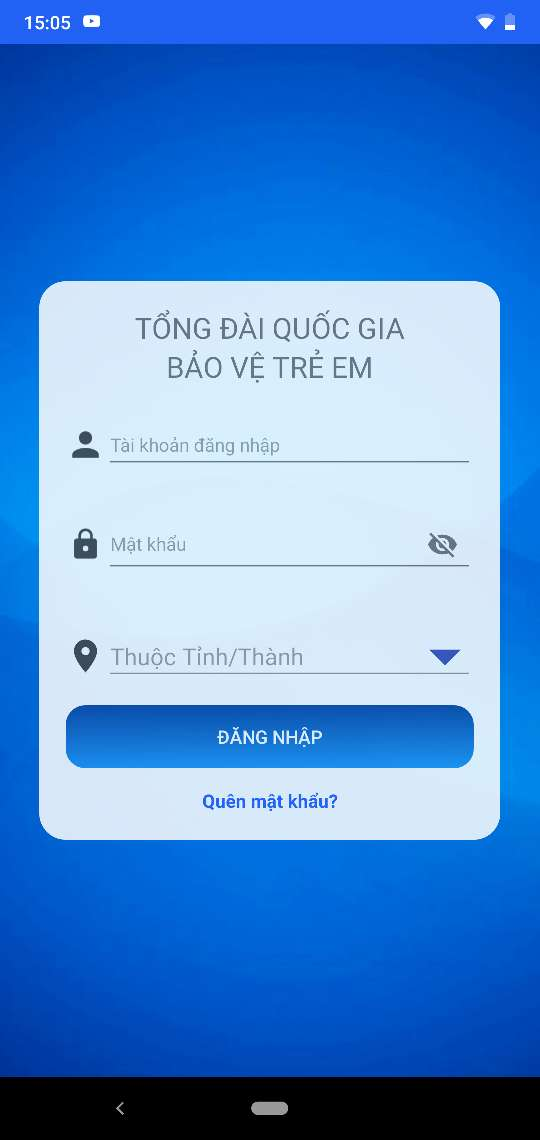 15:05
TỔNG ĐÀI QUỐC GIA
BẢO VỆ TRẺ EM
Tài khoản đăng nhập
Mật khẩu
Thuộc Tỉnh/Thành
ĐĂNG NHẬP
Quên mật khẩu?